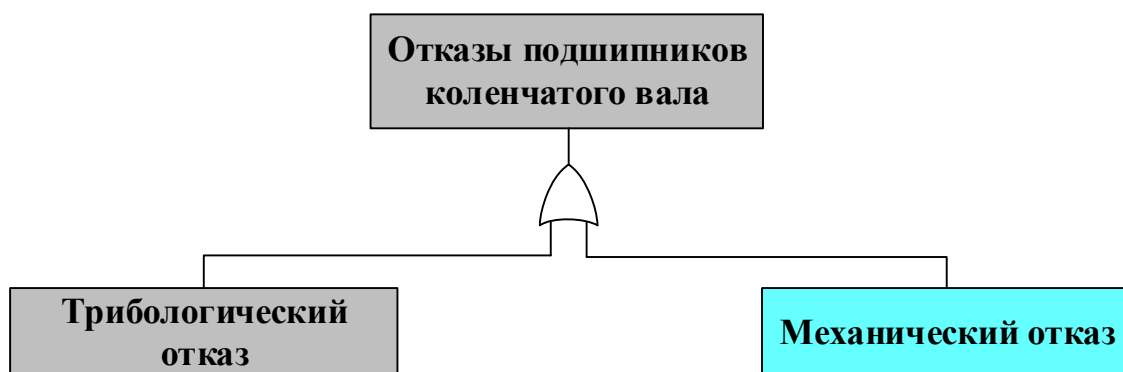 Отказы подшипников
коленчатого вала
Трибологический
отказ
Механический отказ